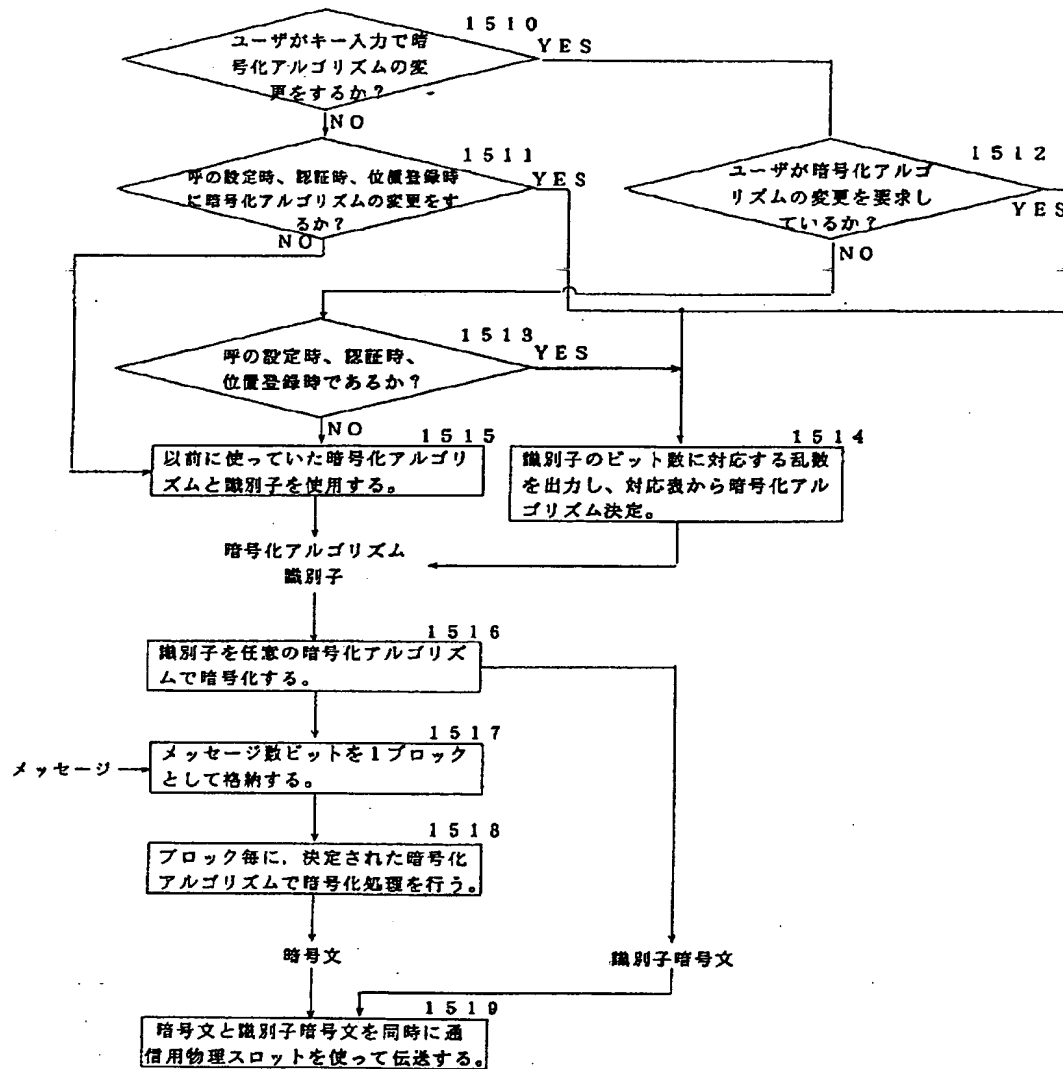 1510
ユーザがキー入力で暗
号化アルゴリズムの変
更をするか?
YES
NO
1511
呼の設定時、認証時、位置登録時
に暗号化アルゴリズムの変更をす
るか?
YES
NO
1512
ユーザが暗号化アルゴ
リズムの変更を要求し
ているか?
YES
NO
1513
呼の設定時、認証時、
位置登録時であるか?
YES
NO
1515
以前に使っていた暗号化アルゴリ
ズムと識別子を使用する。
1514
識別子のビット数に対応する乱数
を出力し、対応表から暗号化アル
ゴリズム決定。
暗号化アルゴリズム
識別子
1516
識別子を任意の暗号化アルゴリズ
ムで暗号化する。
1517
メッセージ
メッセージ数ビットを1ブロック
として格納する。
1518
ブロック毎に、決定された暗号化
アルゴリズムで暗号化処理を行う。
暗号文
識別子暗号文
1519
暗号文と識別子暗号文を同時に通
信用物理スロットを使って伝送する。